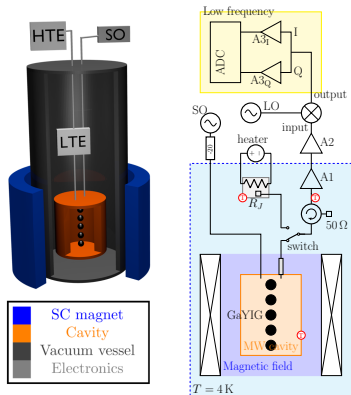 HTE
SO
LTE
SC magnet
Cavity
Vacuum vessel
Electronics
Low frequency
ADC
A3I
I
A3Q
Q
output
SO
LO
input
-20
heater
A2
A1
T
RJ
T
50 Ω
switch
GaYIG
T
MW cavity
Magnetic field
T = 4 K